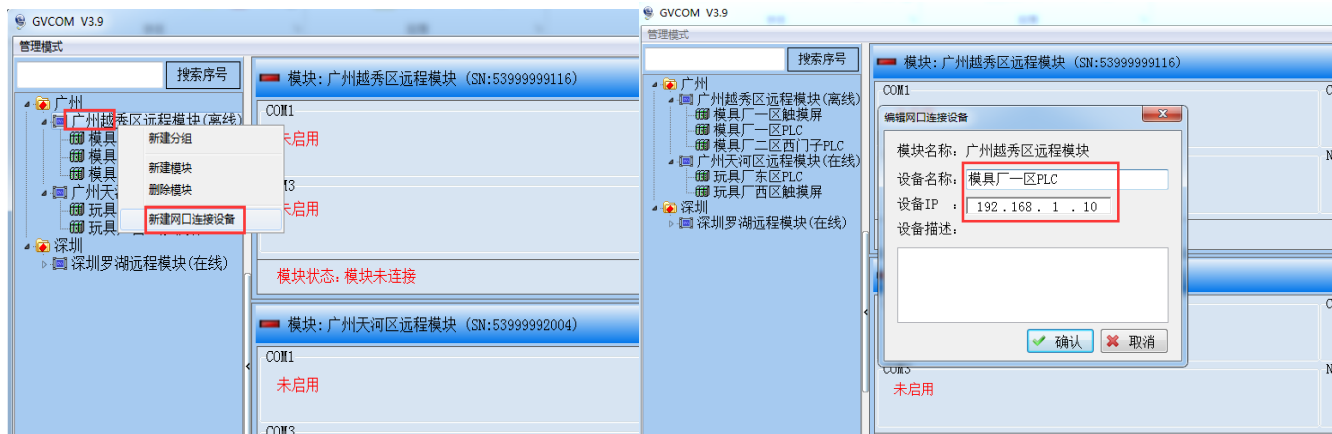 GVCOM V3.9
管理模式
搜索序号
广州
广州越秀区远程模块(离线)
模具
模具
模具
广州天
玩具
玩具
深圳
深圳罗湖远程模块(在线)
新建分组
新建模块
删除模块
新建网口连接设备
模块: 广州越秀区远程模块 (SN:53999999116)
COM1
未启用
M3
未启用
模块状态: 模块未连接
模块: 广州天河区远程模块 (SN:53999992004)
COM1
未启用
COM3
GVCOM V3.9
管理模式
搜索序号
广州
广州越秀区远程模块(离线)
模具厂一区触摸屏
模具厂一区PLC
模具厂二区西门子PLC
广州天河区远程模块(在线)
玩具厂东区PLC
玩具厂西区触摸屏
深圳
深圳罗湖远程模块(在线)
模块: 广州越秀区远程模块 (SN:53999999116)
COM1
编辑网口连接设备
模块名称: 广州越秀区远程模块
设备名称: 模具厂一区PLC
设备IP : 192.168. 1 . 10
设备描述:
确认
取消
COM3
未启用